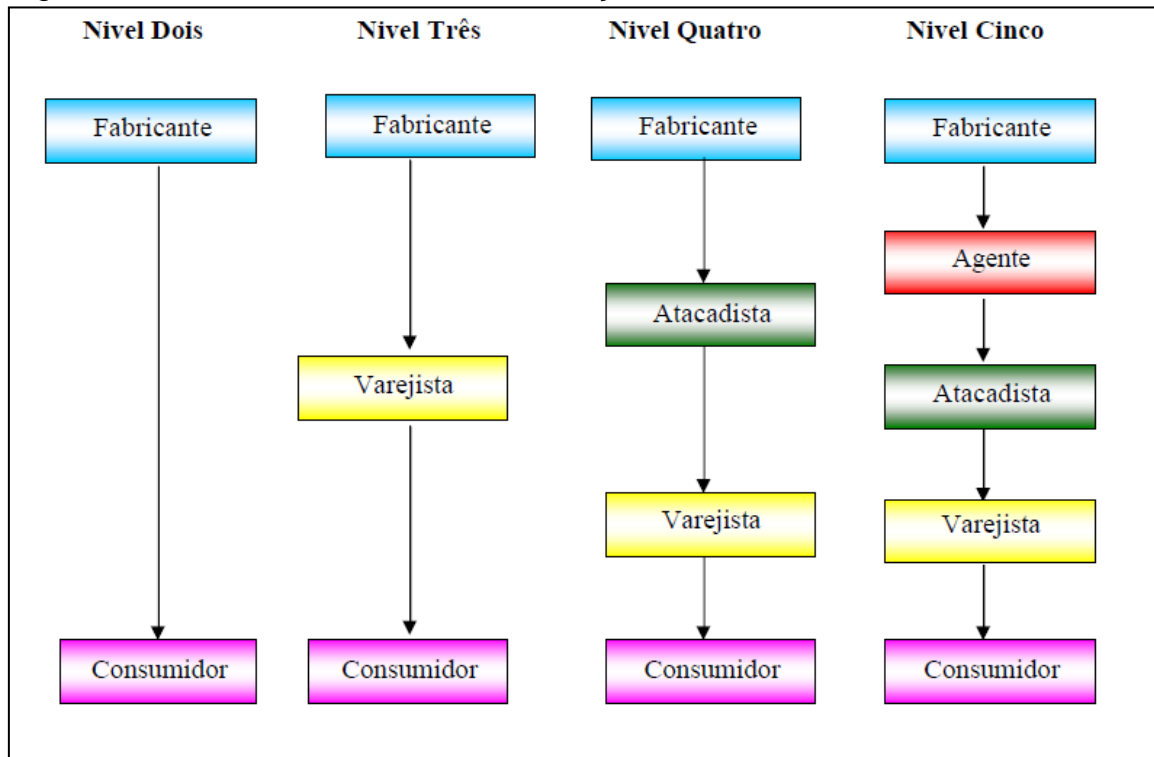 Nivel Dois
Nivel Três
Nivel Quatro
Nivel Cinco
Fabricante
Fabricante
Fabricante
Fabricante
Agente
Atacadista
Varejista
Atacadista
Varejista
Varejista
Consumidor
Consumidor
Consumidor
Consumidor